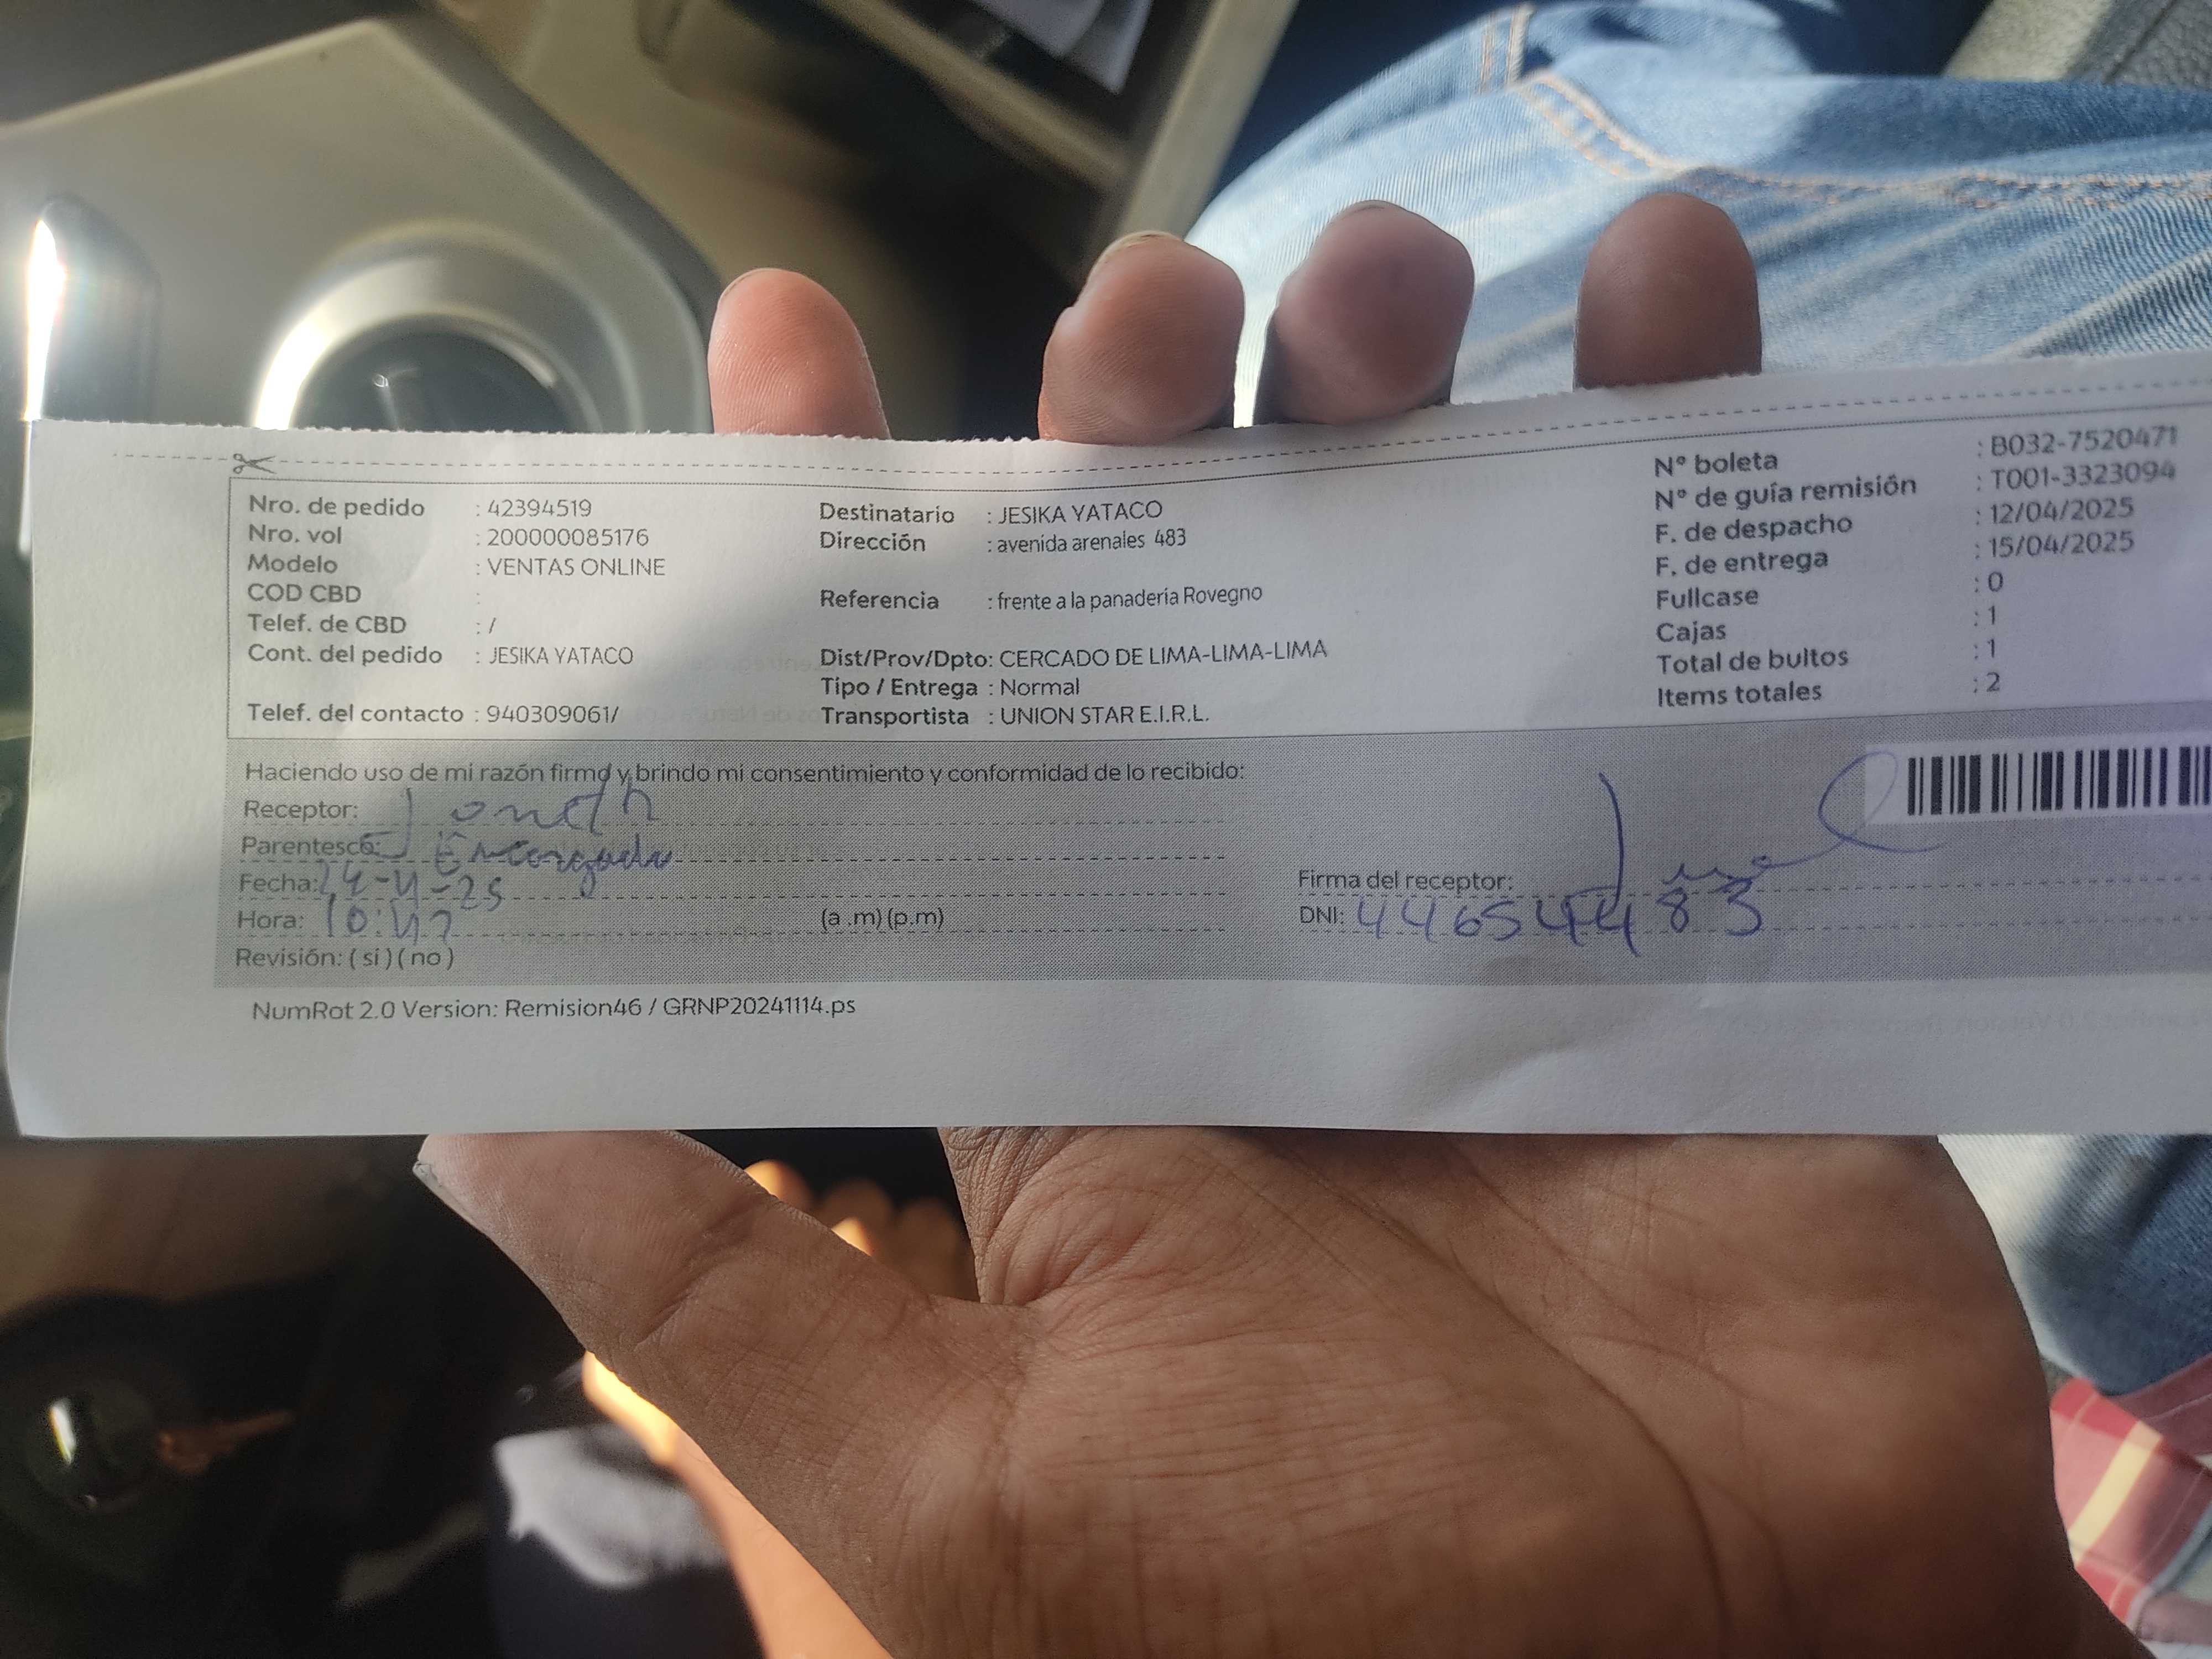 Nro. de pedido : 42394519
Nro. vol : 200000085176
Modelo : VENTAS ONLINE
COD CBD :
Telef. de CBD : /
Cont. del pedido : JESIKA YATACO
Telef. del contacto : 940309061/
Destinatario : JESIKA YATACO
Dirección : avenida arenales 483
Referencia : frente a la panadería Rovegno
Dist/Prov/Dpto: CERCADO DE LIMA-LIMA-LIMA
Tipo / Entrega : Normal
Transportista : UNION STAR E.I.R.L.
N° boleta : B032-7520471
N° de guía remisión : T001-3323094
F. de despacho : 12/04/2025
F. de entrega : 15/04/2025
Fullcase : 0
Cajas : 1
Total de bultos : 1
Items totales : 2
Haciendo uso de mi razón firmo y brindo mi consentimiento y conformidad de lo recibido:
Receptor:
Parentesco: Encargado
Fecha: 24-4-25
Hora: 10:47 (a .m) (p.m)
Revisión: ( si ) ( no )
Firma del receptor:
DNI: 44654483
NumRot 2.0 Version: Remision46 / GRNP20241114.ps